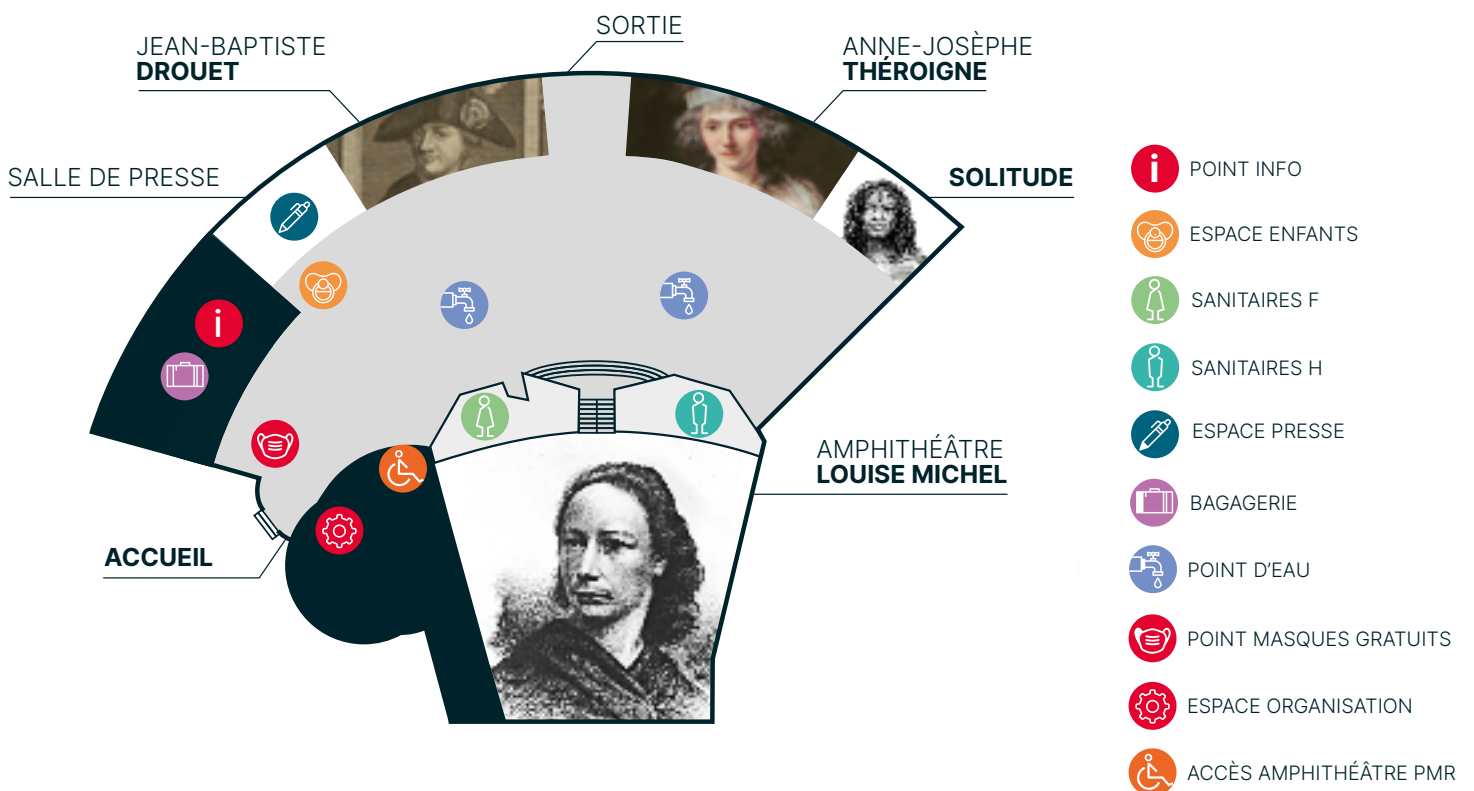 SORTIE
JEAN-BAPTISTE
DROUET
ANNE-JOSÈPHE
THÉROIGNE
SALLE DE PRESSE
SOLITUDE
AMPHITHÉÂTRE
LOUISE MICHEL
ACCUEIL
i
i
POINT INFO
ESPACE ENFANTS
SANITAIRES F
SANITAIRES H
ESPACE PRESSE
BAGAGERIE
POINT D'EAU
POINT MASQUES GRATUITS
ESPACE ORGANISATION
ACCÈS AMPHITHÉÂTRE PMR